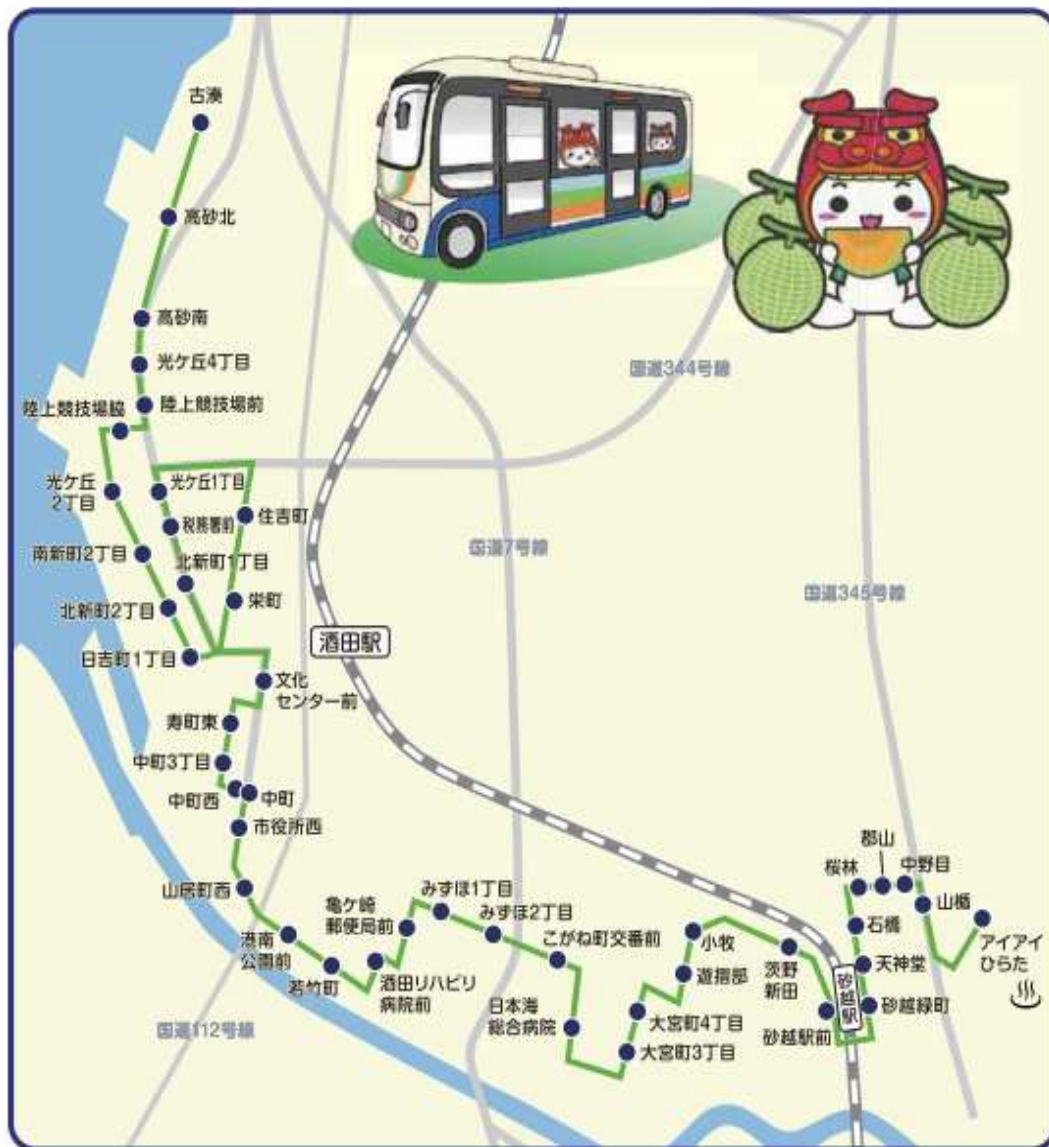 古湊
高砂北
高砂南
光ケ丘4丁目
陸上競技場前
陸上競技場脇
光ケ丘
2丁目
光ケ丘1丁目
税務署前
住吉町
南新町2丁目
北新町1丁目
北新町2丁目
栄町
日吉町1丁目
文化
センター前
寿町東
中町3丁目
中町西
中町
市役所西
山居町西
港南
公園前
若竹町
亀ケ崎
郵便局前
酒田リハビリ
病院前
みずほ1丁目
みずほ2丁目
こがね町交番前
日本海
総合病院
大宮町3丁目
大宮町4丁目
遊摺部
小牧
茨野
新田
砂越駅前
砂越駅
砂越緑町
天神堂
石橋
桜林
郡山
中野目
山楯
アイアイ
ひらた
酒田駅
国道344号線
国道7号線
国道345号線
国道112号線